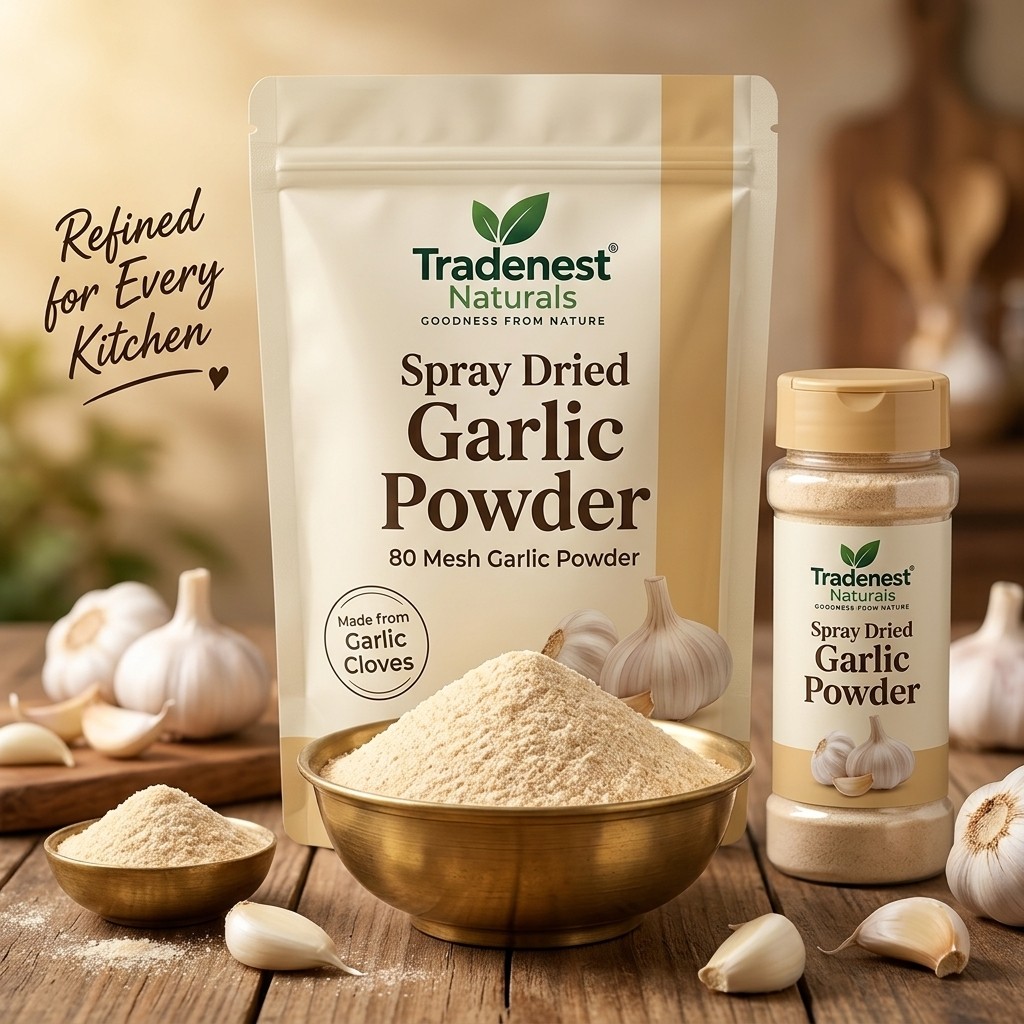 Refined
for Every
Kitchen
Tradenest®
Naturals
GOODNESS FROM NATURE
Spray Dried
Garlic
Powder
80 Mesh Garlic Powder
Made from
Garlic
Cloves
Tradenest®
Naturals
GOODNESS FOOW NATURE
Spray Dried
Garlic
Powder